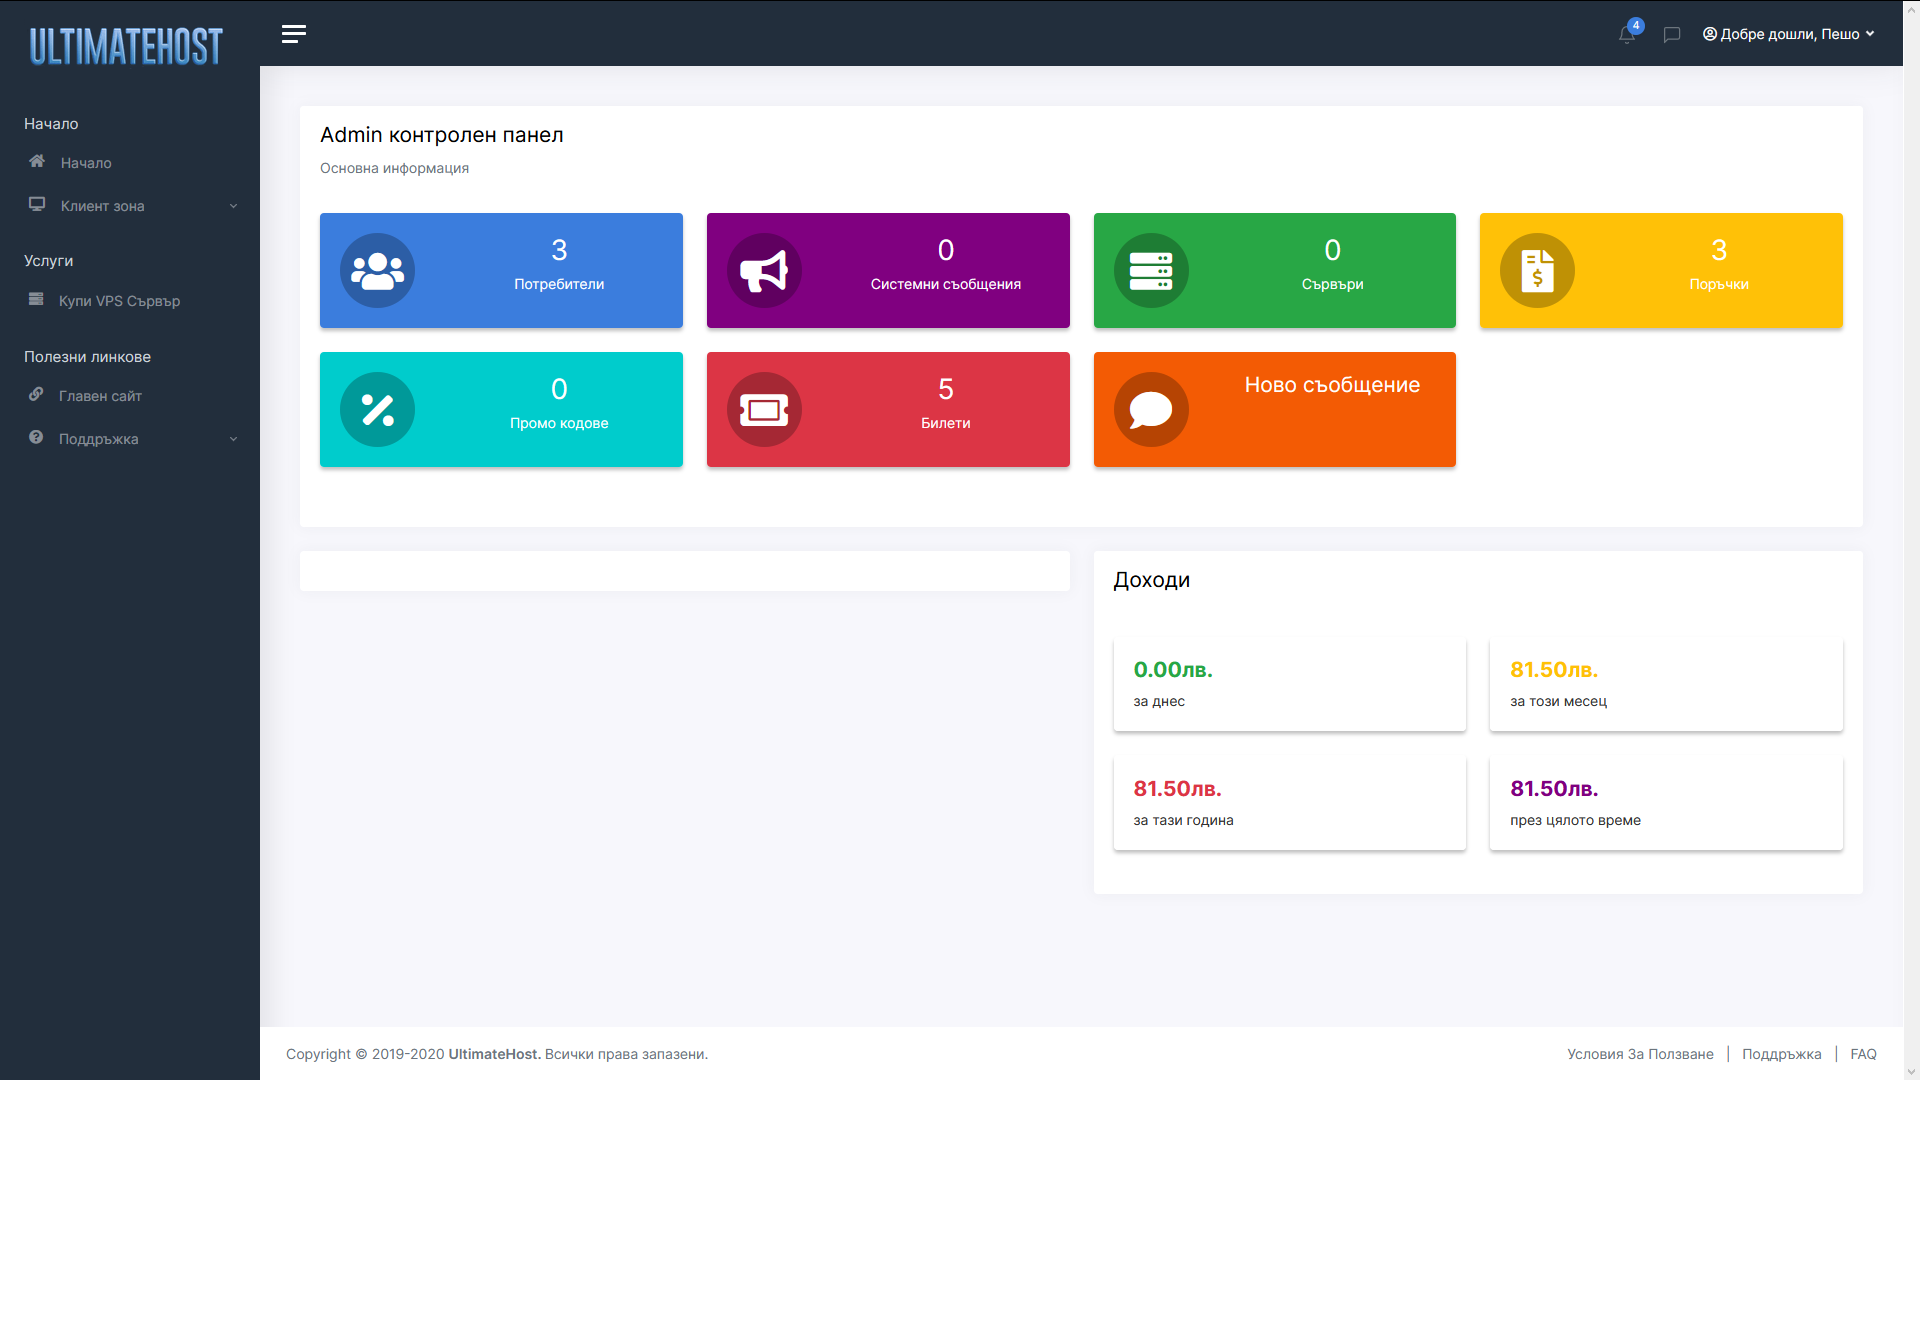 ULTIMATEHOST
4
Добре дошли, Пешо
Начало
Начало
Клиент зона
Услуги
Купи VPS Сървър
Полезни линкове
Главен сайт
Поддръжка
Admin контролен панел
Основна информация
3
Потребители
0
Системни съобщения
0
Сървъри
3
Поръчки
0
Промо кодове
5
Билети
Ново съобщение
Доходи
0.00лв.
за днес
81.50лв.
за този месец
81.50лв.
за тази година
81.50лв.
през цялото време
Copyright © 2019-2020 UltimateHost. Всички права запазени.
Условия За Ползване | Поддръжка | FAQ